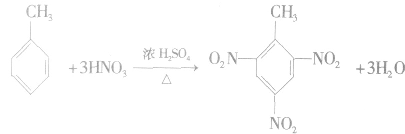 CH₃ CH₃
浓 H₂SO₄
+3HNO₃ → O₂N NO₂ +3H₂O
△
NO₂